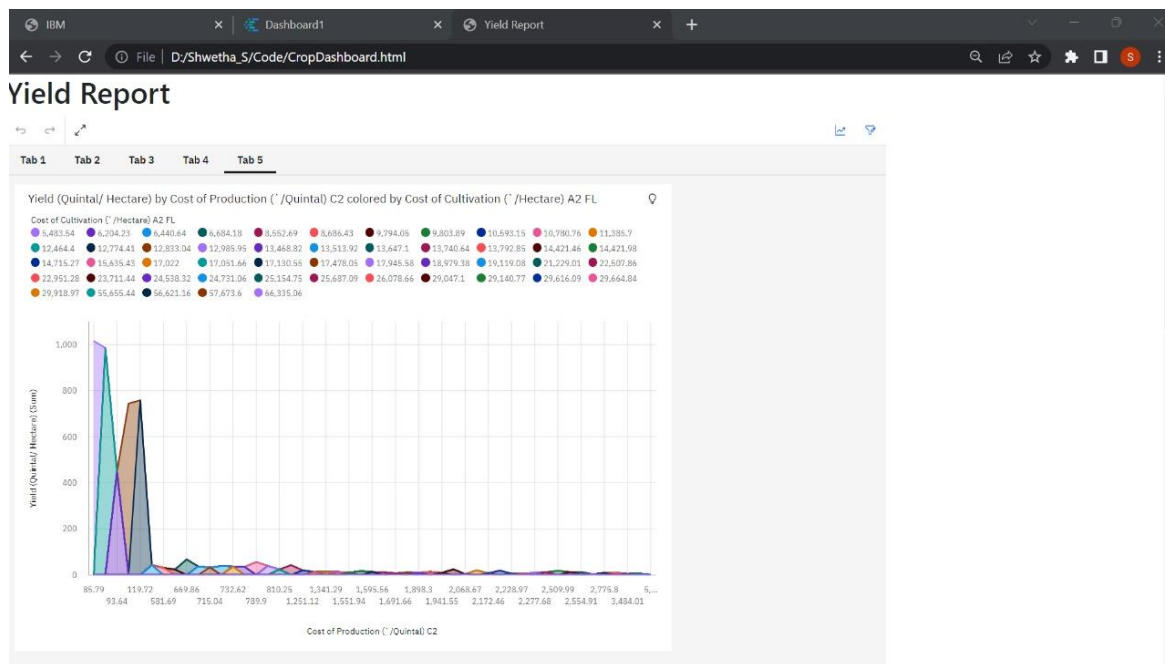 IBM
Dashboard1
Yield Report
File D:/Shwetha_S/Code/CropDashboard.html
S
Yield Report
Tab 1 Tab 2 Tab 3 Tab 4 Tab 5
Yield (Quintal/ Hectare) by Cost of Production (`/Quintal) C2 colored by Cost of Cultivation (`/Hectare) A2 FL
Cost of Cultivation (`/Hectare) A2 FL
5,483.54 6,204.23 6,440.64 6,684.18 8,552.69 8,686.43 9,794.05 9,803.89 10,593.15 10,780.76 11,385.7
12,464.4 12,774.41 12,833.04 12,985.95 13,468.82 13,513.92 13,647.1 13,740.64 13,792.85 14,421.46 14,421.98
14,715.27 15,635.43 17,022 17,051.66 17,130.55 17,478.05 17,945.58 18,979.38 19,119.08 21,229.01 22,507.86
22,951.28 23,711.44 24,538.32 24,731.06 25,154.75 25,687.09 26,078.66 29,047.1 29,140.77 29,616.09 29,664.84
29,918.97 55,655.44 56,621.16 57,673.6 66,335.06
Yield (Quintal/ Hectare) (Sum)
1,000
800
600
400
200
0
85.79 119.72 669.86 732.62 810.25 1,341.29 1,595.56 1,898.3 2,068.67 2,228.97 2,509.99 2,775.8 5,...
93.64 581.69 715.04 789.9 1,251.12 1,551.94 1,691.66 1,941.55 2,172.46 2,277.68 2,554.91 3,484.01
Cost of Production (`/Quintal) C2